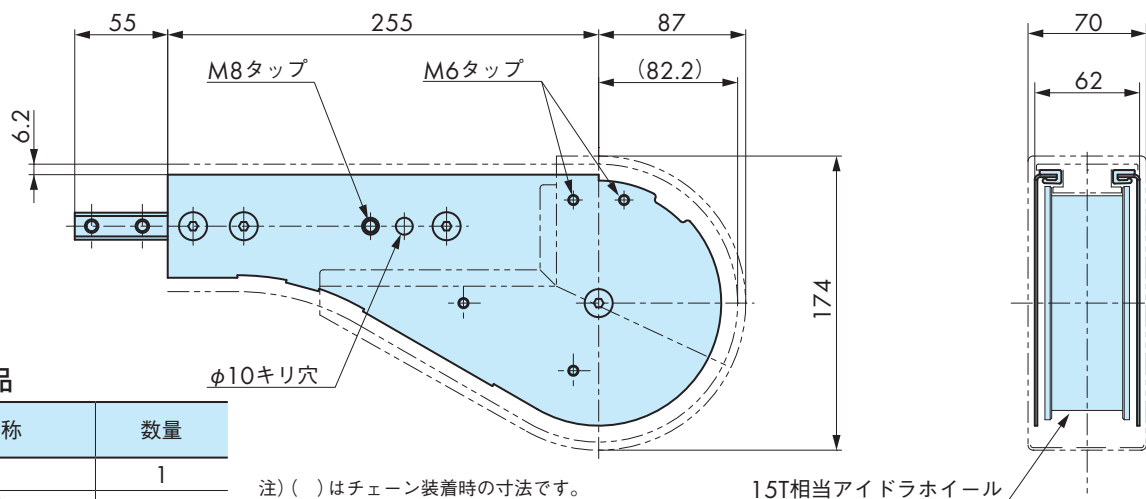 55
255
87
70
M8タップ
M6タップ
(82.2)
62
6.2
174
φ10キリ穴
品
称
数量
1
注)( )はチェーン装着時の寸法です。
15T相当アイドラホイール